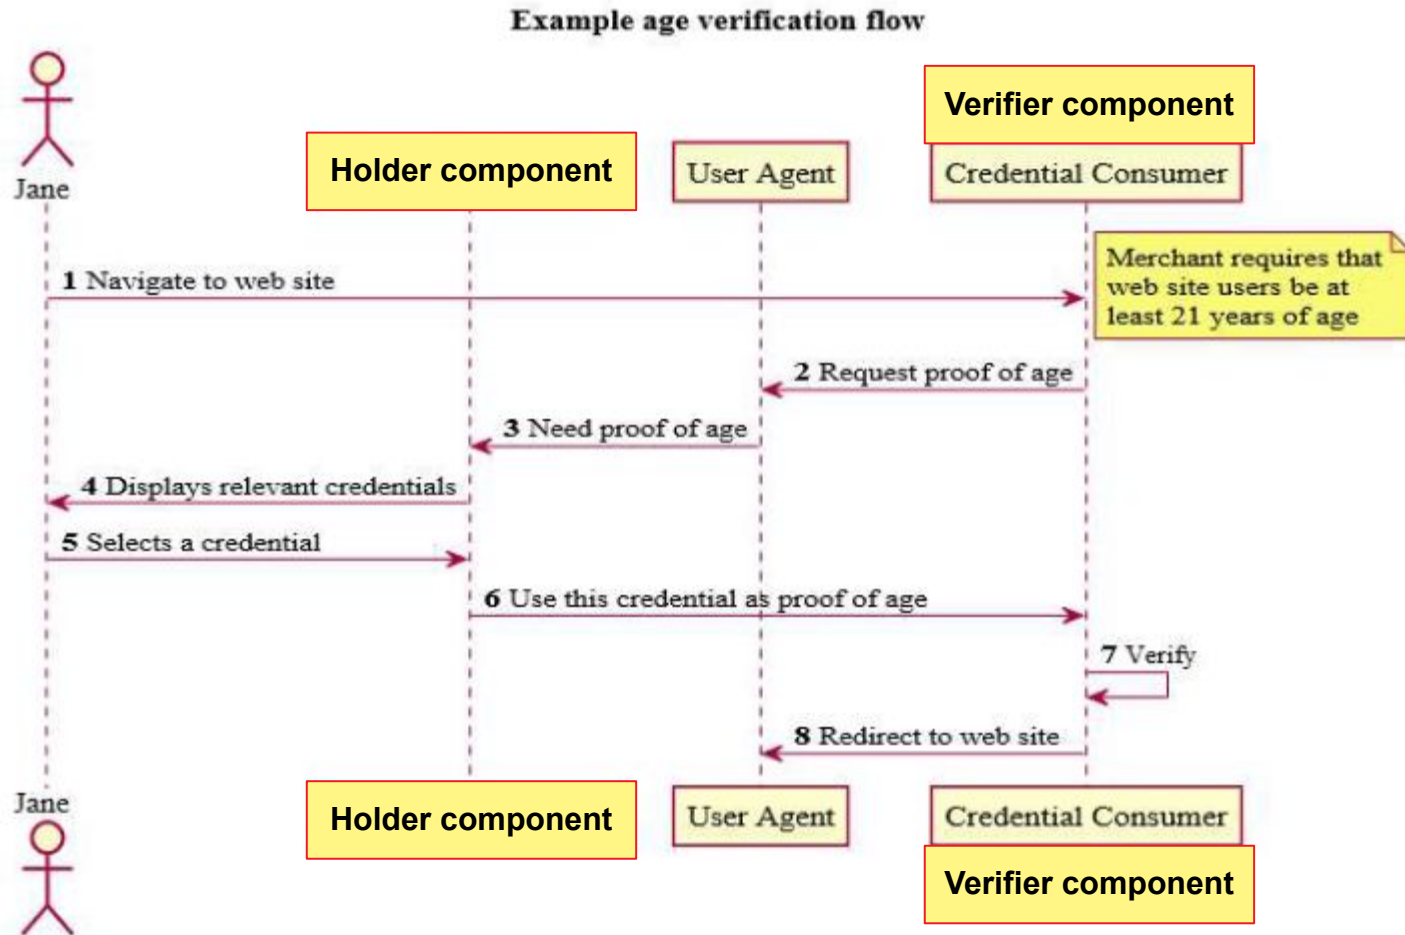 Example age verification flow
Verifier component
Holder component
User Agent
Credential Consumer
Jane
1 Navigate to web site
Merchant requires that
web site users be at
least 21 years of age
2 Request proof of age
3 Need proof of age
4 Displays relevant credentials
5 Selects a credential
6 Use this credential as proof of age
7 Verify
8 Redirect to web site
Jane
Holder component
User Agent
Credential Consumer
Verifier component